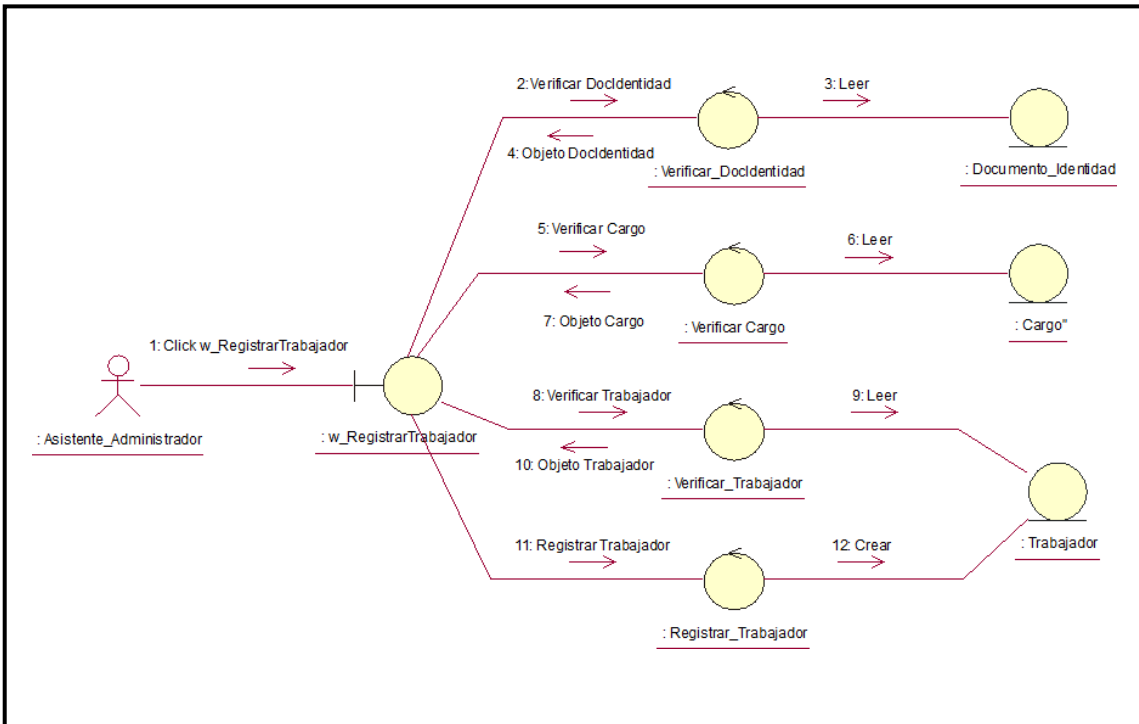 2: Verificar DocIdentidad
3: Leer
4: Objeto DocIdentidad
: Verificar_DocIdentidad
: Documento_Identidad
5: Verificar Cargo
6: Leer
7: Objeto Cargo
: Verificar Cargo
: Cargo"
1: Click w_RegistrarTrabajador
: Asistente_Administrador
: w_RegistrarTrabajador
8: Verificar Trabajador
9: Leer
10: Objeto Trabajador
: Verificar_Trabajador
11: Registrar Trabajador
12: Crear
: Trabajador
: Registrar_Trabajador